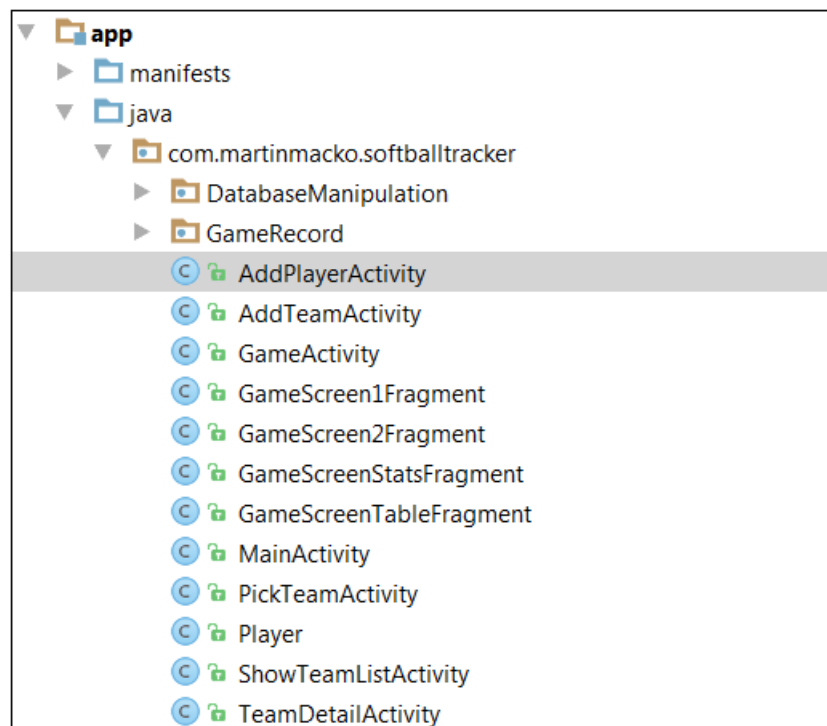 app
manifests
java
com.martinmacko.softballtracker
DatabaseManipulation
GameRecord
C AddPlayerActivity
C AddTeamActivity
C GameActivity
C GameScreen1Fragment
C GameScreen2Fragment
C GameScreenStatsFragment
C GameScreenTableFragment
C MainActivity
C PickTeamActivity
C Player
C ShowTeamListActivity
C TeamDetailActivity